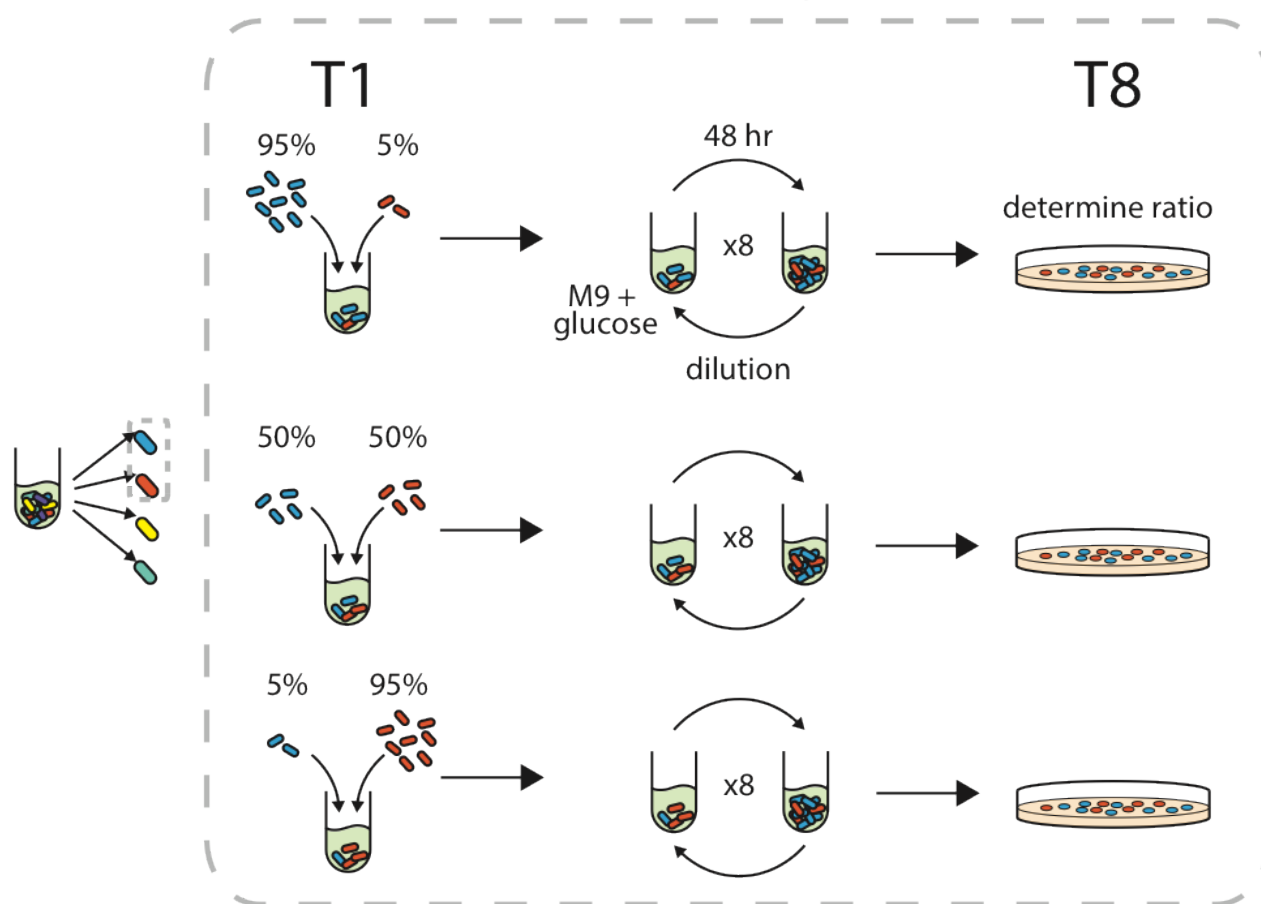 T1
T8
95%
5%
48 hr
x8
M9 +
glucose
dilution
determine ratio
50%
50%
x8
5%
95%
x8